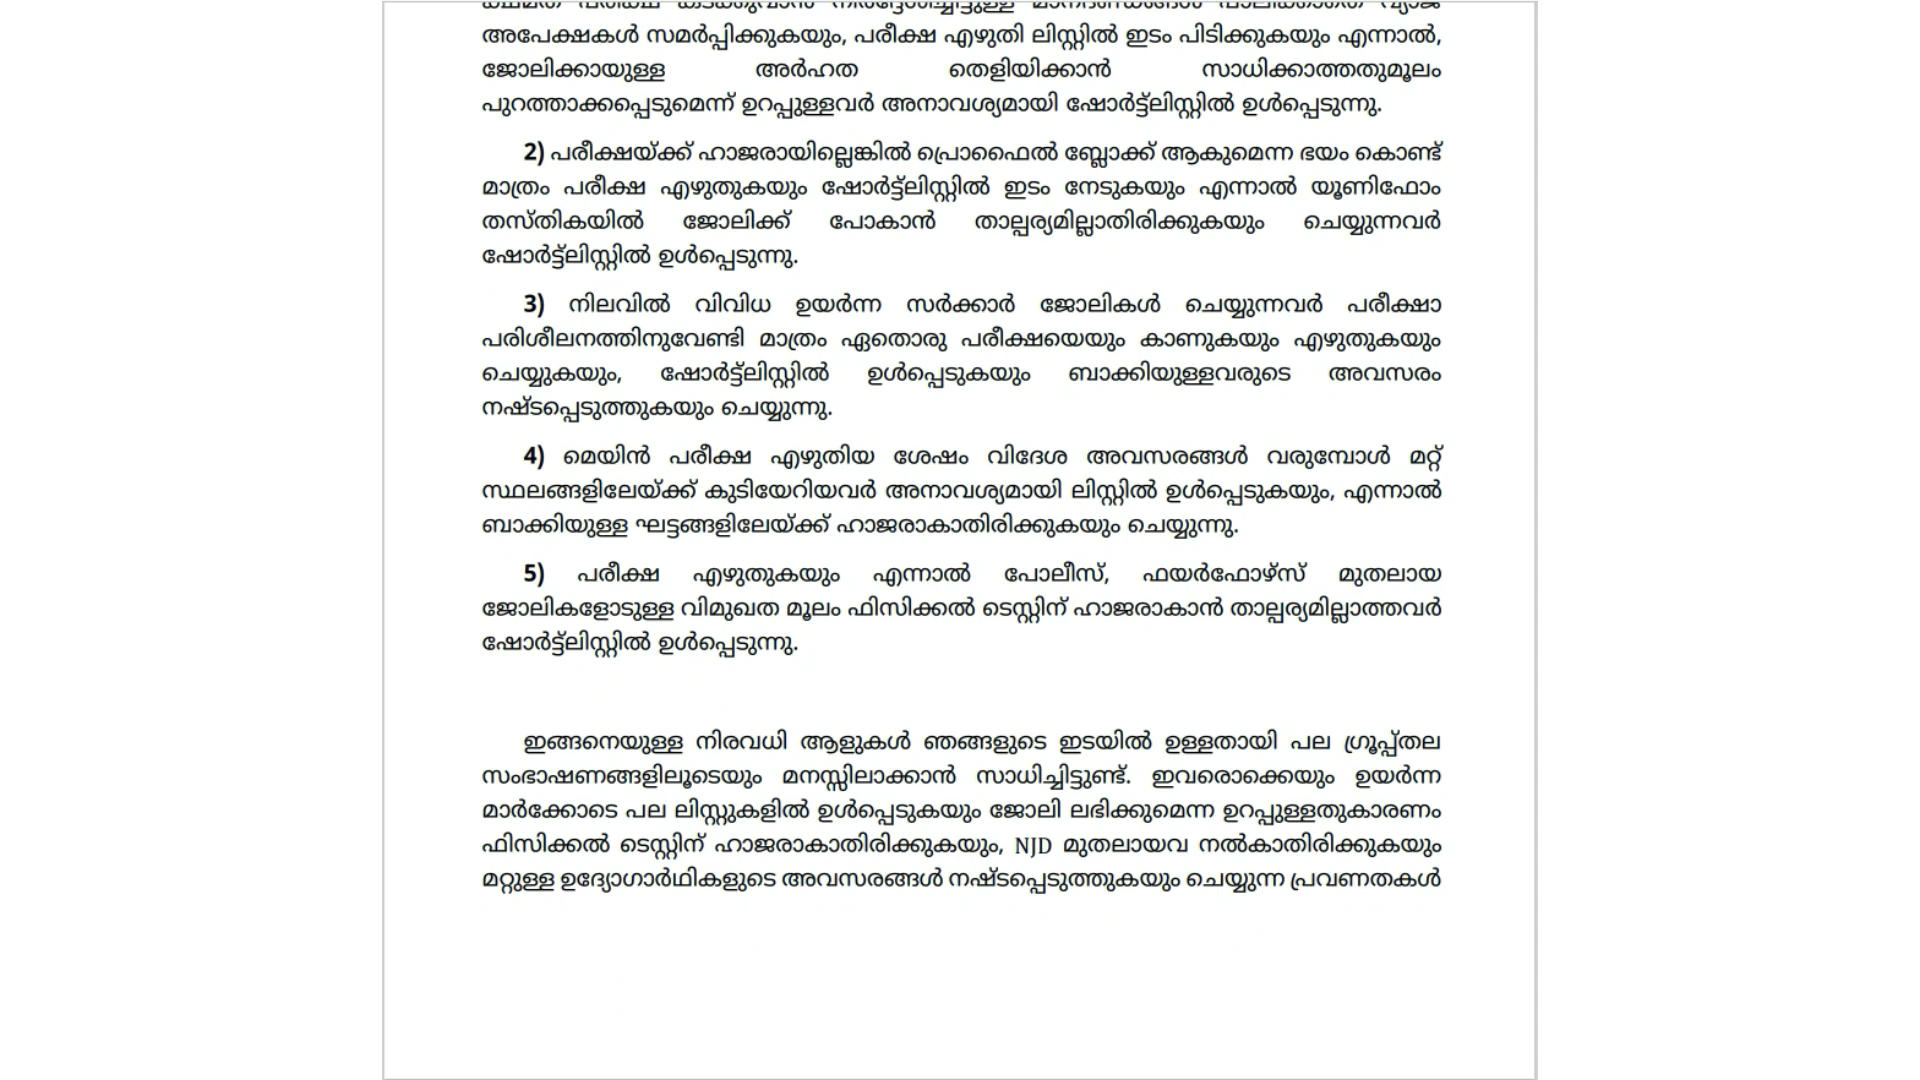 അപേക്ഷകൾ സമർപ്പിക്കുകയും, പരീക്ഷ എഴുതി ലിസ്റ്റിൽ ഇടം പിടിക്കുകയും എന്നാൽ,
ജോലിക്കായുള്ള അർഹത തെളിയിക്കാൻ സാധിക്കാത്തതുമൂലം
പുറത്താക്കപ്പെടുമെന്ന് ഉറപ്പുള്ളവർ അനാവശ്യമായി ഷോർട്ട്ലിസ്റ്റിൽ ഉൾപ്പെടുന്നു.
2) പരീക്ഷയ്ക്ക് ഹാജരായില്ലെങ്കിൽ പ്രൊഫൈൽ ബ്ലോക്ക് ആകുമെന്ന ഭയം കൊണ്ട്
മാത്രം പരീക്ഷ എഴുതുകയും ഷോർട്ട്ലിസ്റ്റിൽ ഇടം നേടുകയും എന്നാൽ യൂണിഫോം
തസ്തികയിൽ ജോലിക്ക് പോകാൻ താല്പര്യമില്ലാതിരിക്കുകയും ചെയ്യുന്നവർ
ഷോർട്ട്ലിസ്റ്റിൽ ഉൾപ്പെടുന്നു.
3) നിലവിൽ വിവിധ ഉയർന്ന സർക്കാർ ജോലികൾ ചെയ്യുന്നവർ പരീക്ഷാ
പരിശീലനത്തിനുവേണ്ടി മാത്രം ഏതൊരു പരീക്ഷയെയും കാണുകയും എഴുതുകയും
ചെയ്യുകയും, ഷോർട്ട്ലിസ്റ്റിൽ ഉൾപ്പെടുകയും ബാക്കിയുള്ളവരുടെ അവസരം
നഷ്ടപ്പെടുത്തുകയും ചെയ്യുന്നു.
4) മെയിൻ പരീക്ഷ എഴുതിയ ശേഷം വിദേശ അവസരങ്ങൾ വരുമ്പോൾ മറ്റ്
സ്ഥലങ്ങളിലേയ്ക്ക് കുടിയേറിയവർ അനാവശ്യമായി ലിസ്റ്റിൽ ഉൾപ്പെടുകയും, എന്നാൽ
ബാക്കിയുള്ള ഘട്ടങ്ങളിലേയ്ക്ക് ഹാജരാകാതിരിക്കുകയും ചെയ്യുന്നു.
5) പരീക്ഷ എഴുതുകയും എന്നാൽ പോലീസ്, ഫയർഫോഴ്സ് മുതലായ
ജോലികളോടുള്ള വിമുഖത മൂലം ഫിസിക്കൽ ടെസ്റ്റിന് ഹാജരാകാൻ താല്പര്യമില്ലാത്തവർ
ഷോർട്ട്ലിസ്റ്റിൽ ഉൾപ്പെടുന്നു.
ഇങ്ങനെയുള്ള നിരവധി ആളുകൾ ഞങ്ങളുടെ ഇടയിൽ ഉള്ളതായി പല ഗ്രൂപ്പ്തല
സംഭാഷണങ്ങളിലൂടെയും മനസ്സിലാക്കാൻ സാധിച്ചിട്ടുണ്ട്. ഇവരൊക്കെയും ഉയർന്ന
മാർക്കോടെ പല ലിസ്റ്റുകളിൽ ഉൾപ്പെടുകയും ജോലി ലഭിക്കുമെന്ന ഉറപ്പുള്ളതുകാരണം
ഫിസിക്കൽ ടെസ്റ്റിന് ഹാജരാകാതിരിക്കുകയും, NJD മുതലായവ നൽകാതിരിക്കുകയും
മറ്റുള്ള ഉദ്യോഗാർഥികളുടെ അവസരങ്ങൾ നഷ്ടപ്പെടുത്തുകയും ചെയ്യുന്ന പ്രവണതകൾ